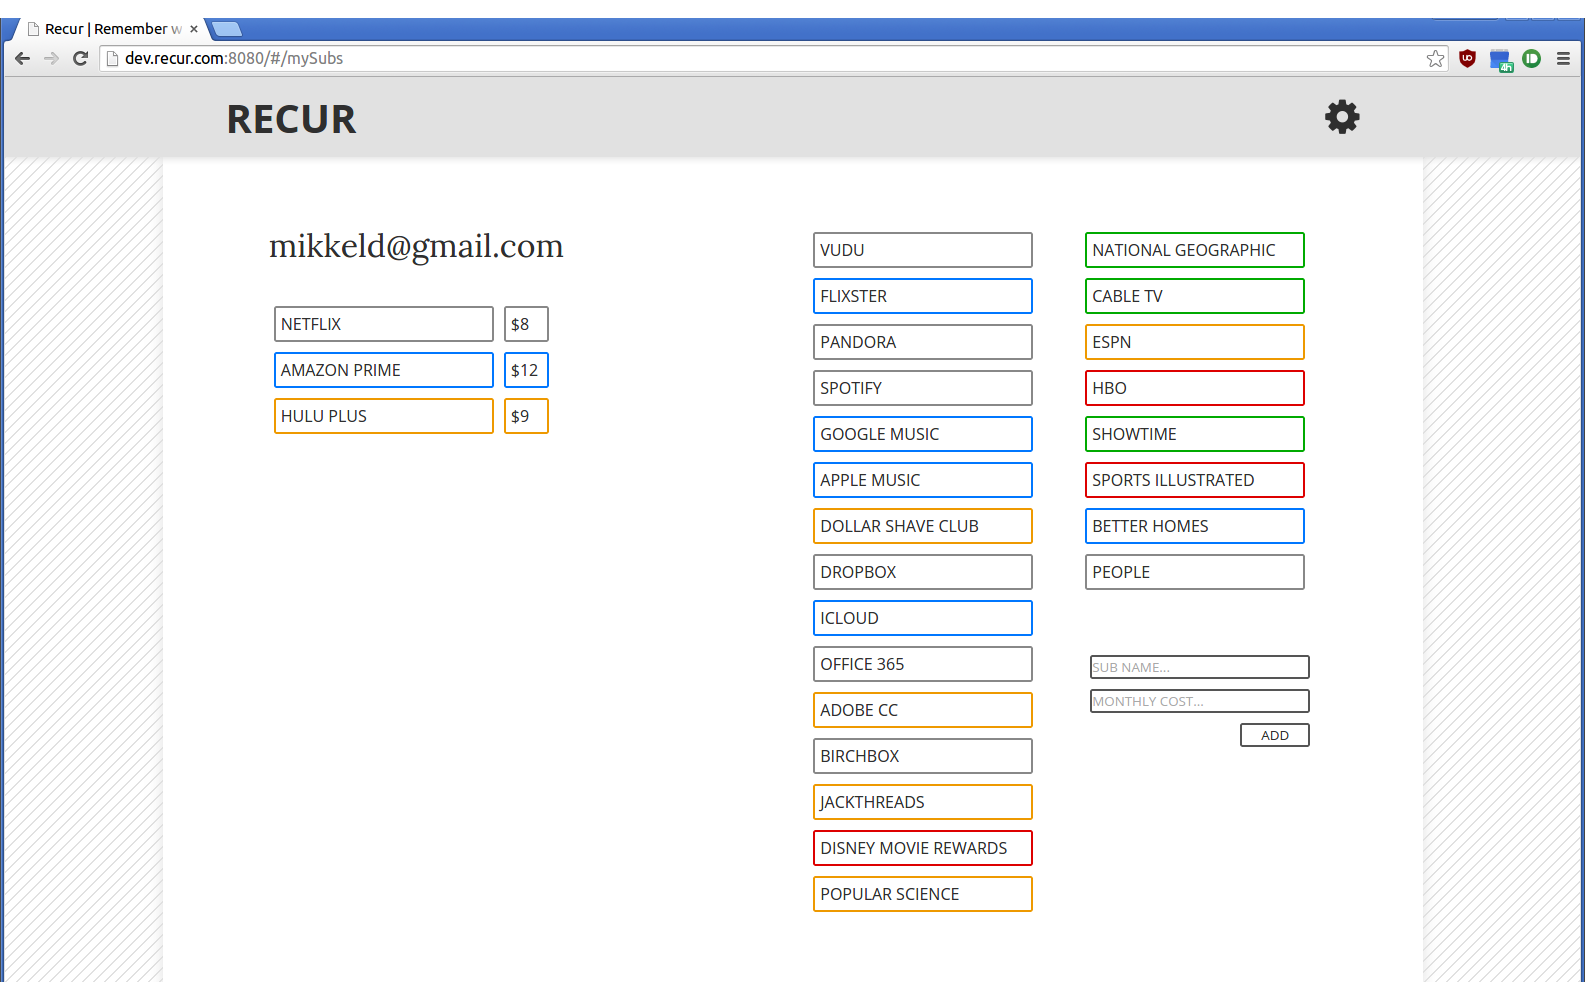 Recur | Remember w
dev.recur.com:8080/#/mySubs
4h
RECUR
mikkeld@gmail.com
NETFLIX $8
AMAZON PRIME $12
HULU PLUS $9
VUDU
FLIXSTER
PANDORA
SPOTIFY
GOOGLE MUSIC
APPLE MUSIC
DOLLAR SHAVE CLUB
DROPBOX
ICLOUD
OFFICE 365
ADOBE CC
BIRCHBOX
JACKTHREADS
DISNEY MOVIE REWARDS
POPULAR SCIENCE
NATIONAL GEOGRAPHIC
CABLE TV
ESPN
HBO
SHOWTIME
SPORTS ILLUSTRATED
BETTER HOMES
PEOPLE
SUB NAME...
MONTHLY COST...
ADD